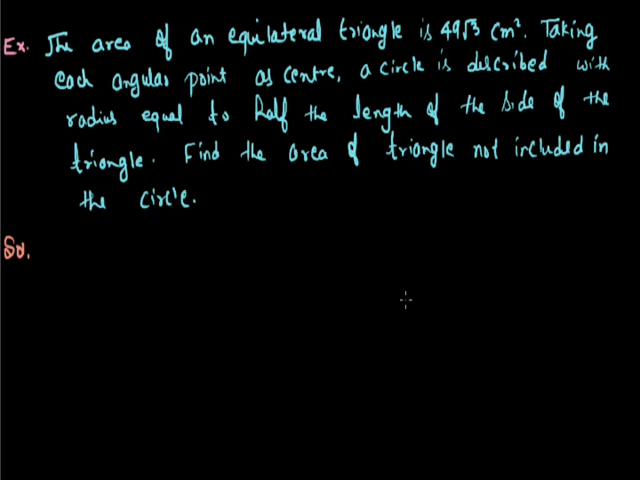 Ex. The area of an equilateral triangle is 49√3 cm². Taking
each angular point as centre, a circle is described with
radius equal to half the length of the side of the
triangle. Find the area of triangle not included in
the circle.
Sol.